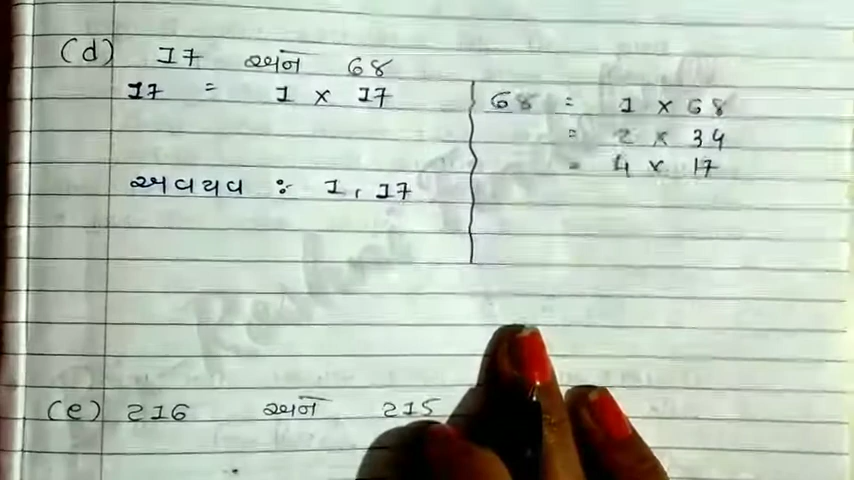 (d) 17 અને 68
17 = 1 × 17
અવયવ : 1, 17
68 = 1 × 68
= 2 × 34
= 4 × 17
(e) 216 અને 215